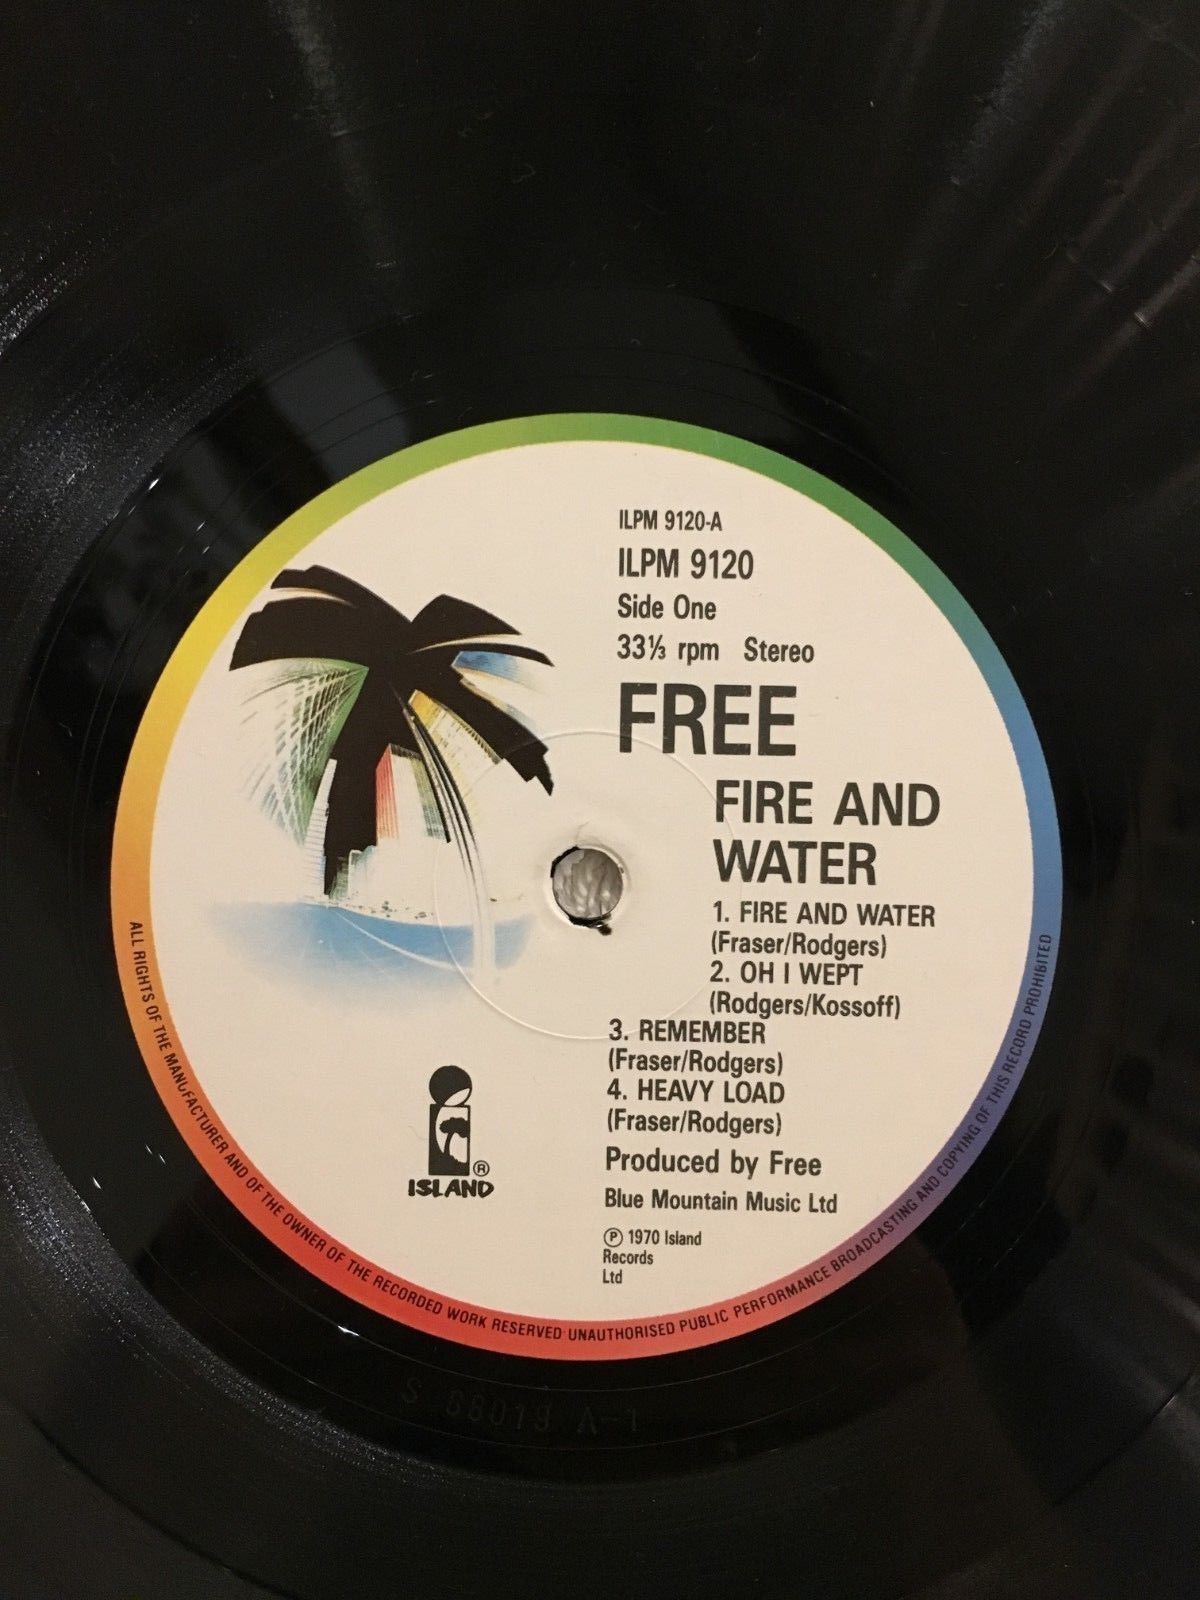 ILPM 9120-A
ILPM 9120
Side One
33⅓ rpm Stereo
FREE
FIRE AND
WATER
1. FIRE AND WATER
(Fraser/Rodgers)
2. OH I WEPT
(Rodgers/Kossoff)
3. REMEMBER
(Fraser/Rodgers)
4. HEAVY LOAD
(Fraser/Rodgers)
Produced by Free
Blue Mountain Music Ltd
℗ 1970 Island
Records
Ltd
®
ISLAND
ALL RIGHTS OF THE MANUFACTURER AND OF THE OWNER OF THE RECORDED WORK RESERVED UNAUTHORISED PUBLIC PERFORMANCE BROADCASTING AND COPYING OF THIS RECORD PROHIBITED
S 88019 A-1